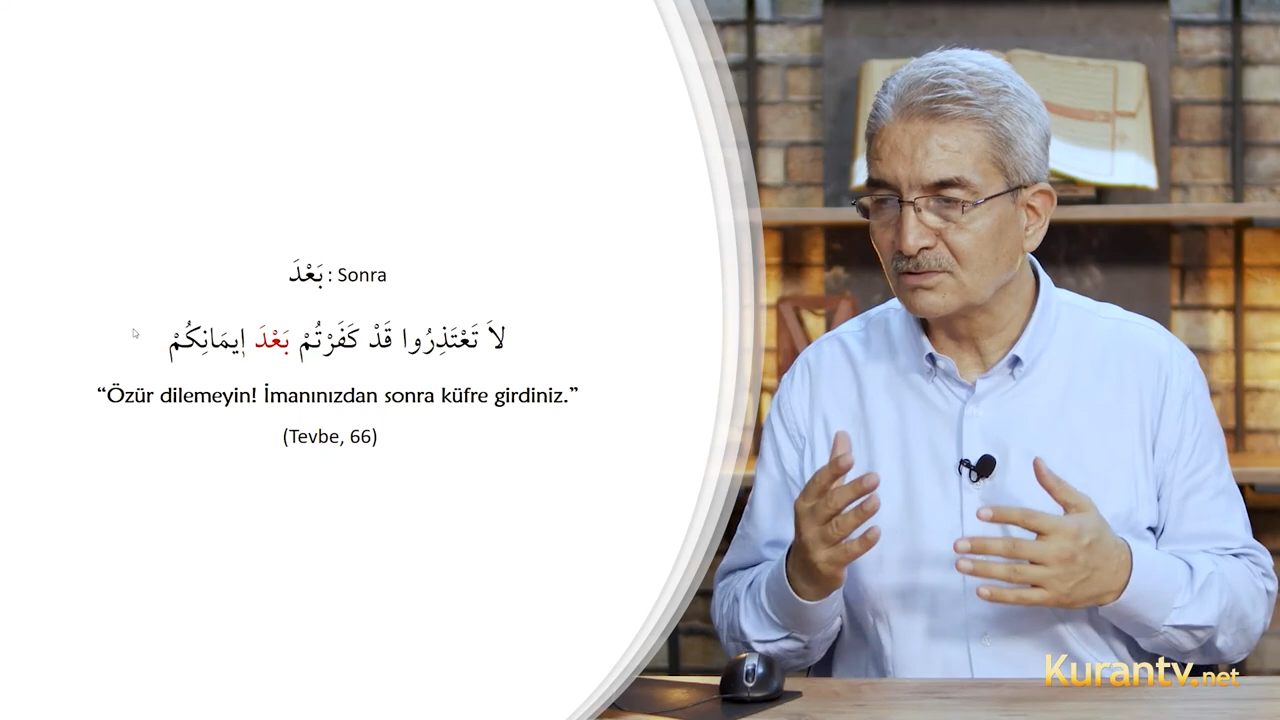 بَعْدَ : Sonra
لاَ تَعْتَذِرُوا قَدْ كَفَرْتُمْ بَعْدَ اِيمَانِكُمْ
“Özür dilemeyin! İmanınızdan sonra küfre girdiniz.”
(Tevbe, 66)
Kurantv.net